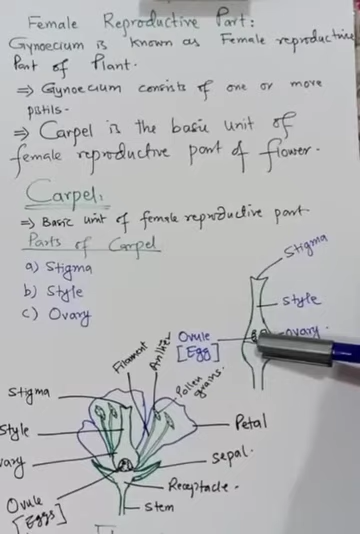 Female Reproductive Part:
Gynoecium is known as Female reproductive
Part of Plant.
⇒ Gynoecium consists of one or more
pistils.
⇒ Carpel is the basic unit of
female reproductive part of flower.
Carpel:
⇒ Basic unit of female reproductive part
Parts of Carpel
a) Stigma
b) Style
c) Ovary
Stigma
Style
Ovary.
Ovule
[Egg]
Filament
Anther
Pollen
grains.
Stigma
Style
vary
Ovule
[Eggs]
Petal
Sepal.
Receptacle.
Stem